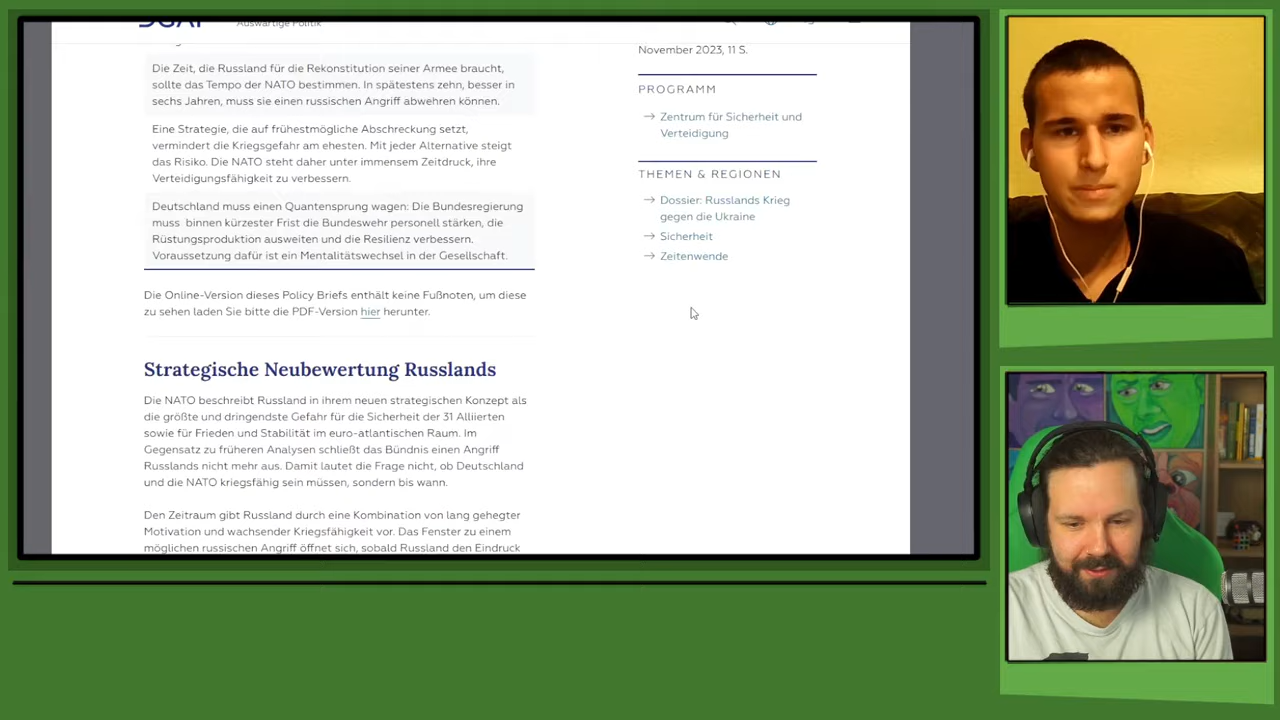 Auswärtige Politik
Die Zeit, die Russland für die Rekonstitution seiner Armee braucht,
sollte das Tempo der NATO bestimmen. In spätestens zehn, besser in
sechs Jahren, muss sie einen russischen Angriff abwehren können.
Eine Strategie, die auf frühestmögliche Abschreckung setzt,
vermindert die Kriegsgefahr am ehesten. Mit jeder Alternative steigt
das Risiko. Die NATO steht daher unter immensem Zeitdruck, ihre
Verteidigungsfähigkeit zu verbessern.
Deutschland muss einen Quantensprung wagen: Die Bundesregierung
muss binnen kürzester Frist die Bundeswehr personell stärken, die
Rüstungsproduktion ausweiten und die Resilienz verbessern.
Voraussetzung dafür ist ein Mentalitätswechsel in der Gesellschaft.
Die Online-Version dieses Policy Briefs enthält keine Fußnoten, um diese
zu sehen laden Sie bitte die PDF-Version hier herunter.
Strategische Neubewertung Russlands
Die NATO beschreibt Russland in ihrem neuen strategischen Konzept als
die größte und dringendste Gefahr für die Sicherheit der 31 Alliierten
sowie für Frieden und Stabilität im euro-atlantischen Raum. Im
Gegensatz zu früheren Analysen schließt das Bündnis einen Angriff
Russlands nicht mehr aus. Damit lautet die Frage nicht, ob Deutschland
und die NATO kriegsfähig sein müssen, sondern bis wann.
Den Zeitraum gibt Russland durch eine Kombination von lang gehegter
Motivation und wachsender Kriegsfähigkeit vor. Das Fenster zu einem
möglichen russischen Angriff öffnet sich, sobald Russland den Eindruck
November 2023, 11 S.
PROGRAMM
→ Zentrum für Sicherheit und
Verteidigung
THEMEN & REGIONEN
→ Dossier: Russlands Krieg
gegen die Ukraine
→ Sicherheit
→ Zeitenwende